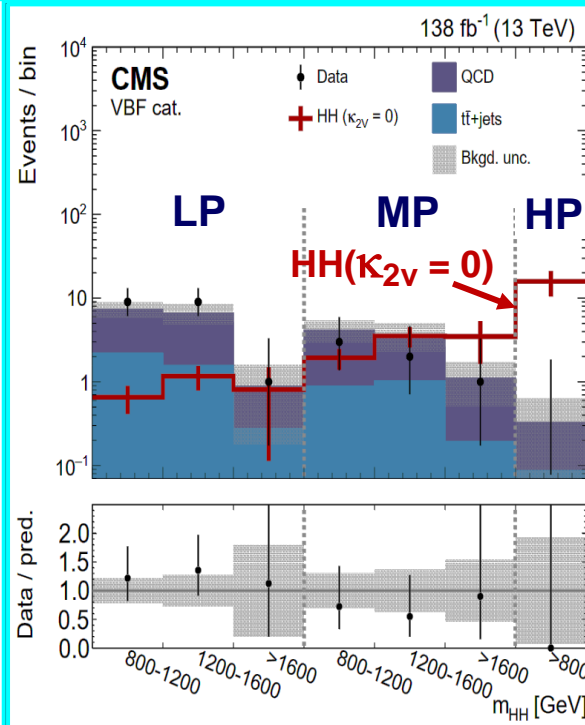 138 fb⁻¹ (13 TeV)
Events / bin
10⁴
10³
10²
10
1
10⁻¹
CMS
VBF cat.
Data
HH (κ2V = 0)
QCD
tt̄+jets
Bkgd. unc.
LP
MP
HP
HH(κ2v = 0)
Data / pred.
2.0
1.5
1.0
0.5
0.0
800-1200
1200-1600
>1600
800-1200
1200-1600
>1600
>800
mHH [GeV]